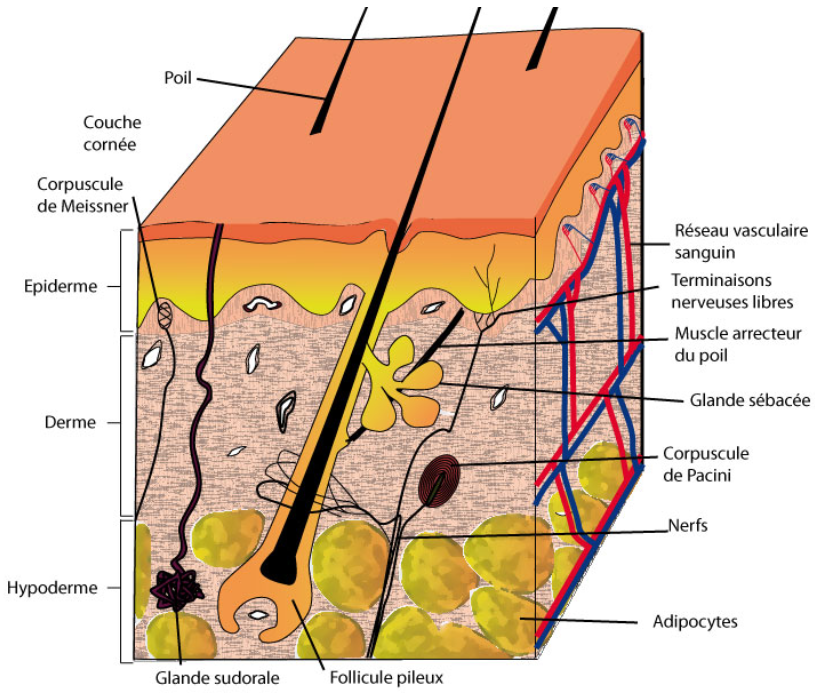 Poil
Couche
cornée
Corpuscule
de Meissner
Epiderme
Derme
Hypoderme
Glande sudorale
Follicule pileux
Réseau vasculaire
sanguin
Terminaisons
nerveuses libres
Muscle arrecteur
du poil
Glande sébacée
Corpuscule
de Pacini
Nerfs
Adipocytes